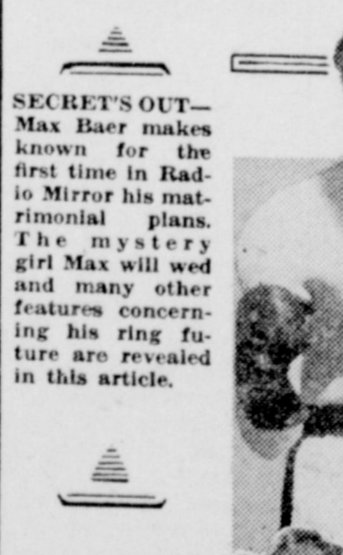 SECRET'S OUT—
Max Baer makes
known for the
first time in Rad-
io Mirror his mat-
rimonial plans.
The mystery
girl Max will wed
and many other
features concern-
ing his ring fu-
ture are revealed
in this article.